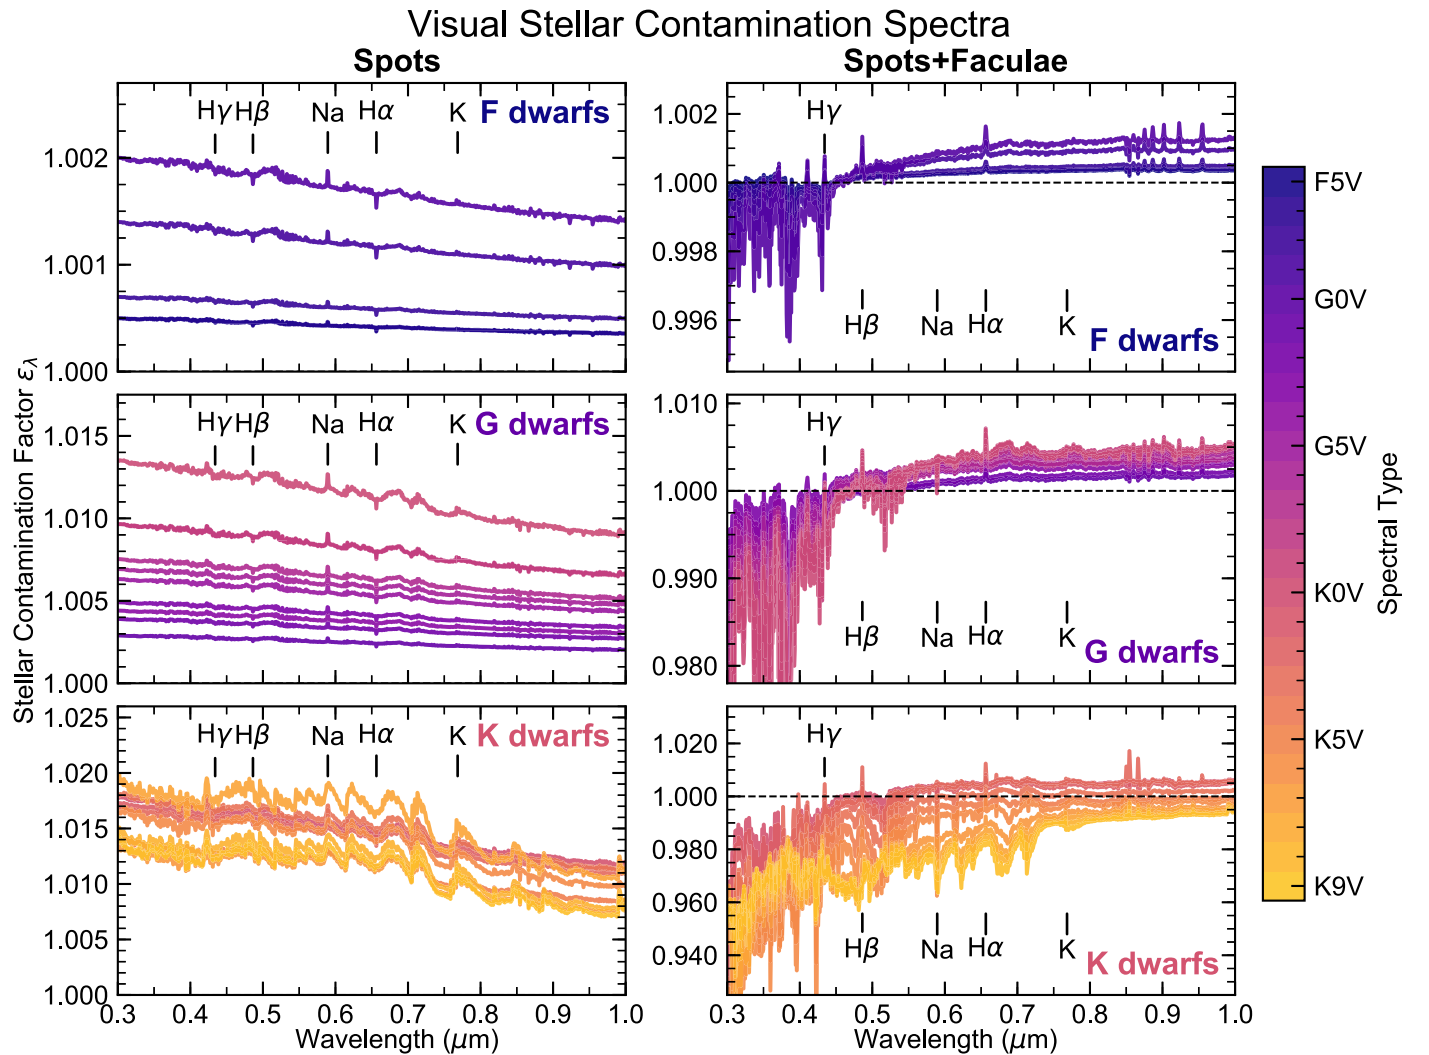 Visual Stellar Contamination Spectra
Spots
Spots+Faculae
Stellar Contamination Factor ελ
Hγ Hβ Na Hα K F dwarfs
1.002
1.001
1.000
Hγ
1.002
1.000
0.998
0.996
Hβ Na Hα K
F dwarfs
Hγ Hβ Na Hα K G dwarfs
1.015
1.010
1.005
1.000
Hγ
1.010
1.000
0.990
0.980
Hβ Na Hα K
G dwarfs
Hγ Hβ Na Hα K K dwarfs
1.025
1.020
1.015
1.010
1.005
1.000
0.3 0.4 0.5 0.6 0.7 0.8 0.9 1.0
Wavelength (μm)
Hγ
1.020
1.000
0.980
0.960
0.940
Hβ Na Hα K
K dwarfs
0.3 0.4 0.5 0.6 0.7 0.8 0.9 1.0
Wavelength (μm)
F5V
G0V
G5V
K0V
K5V
K9V
Spectral Type